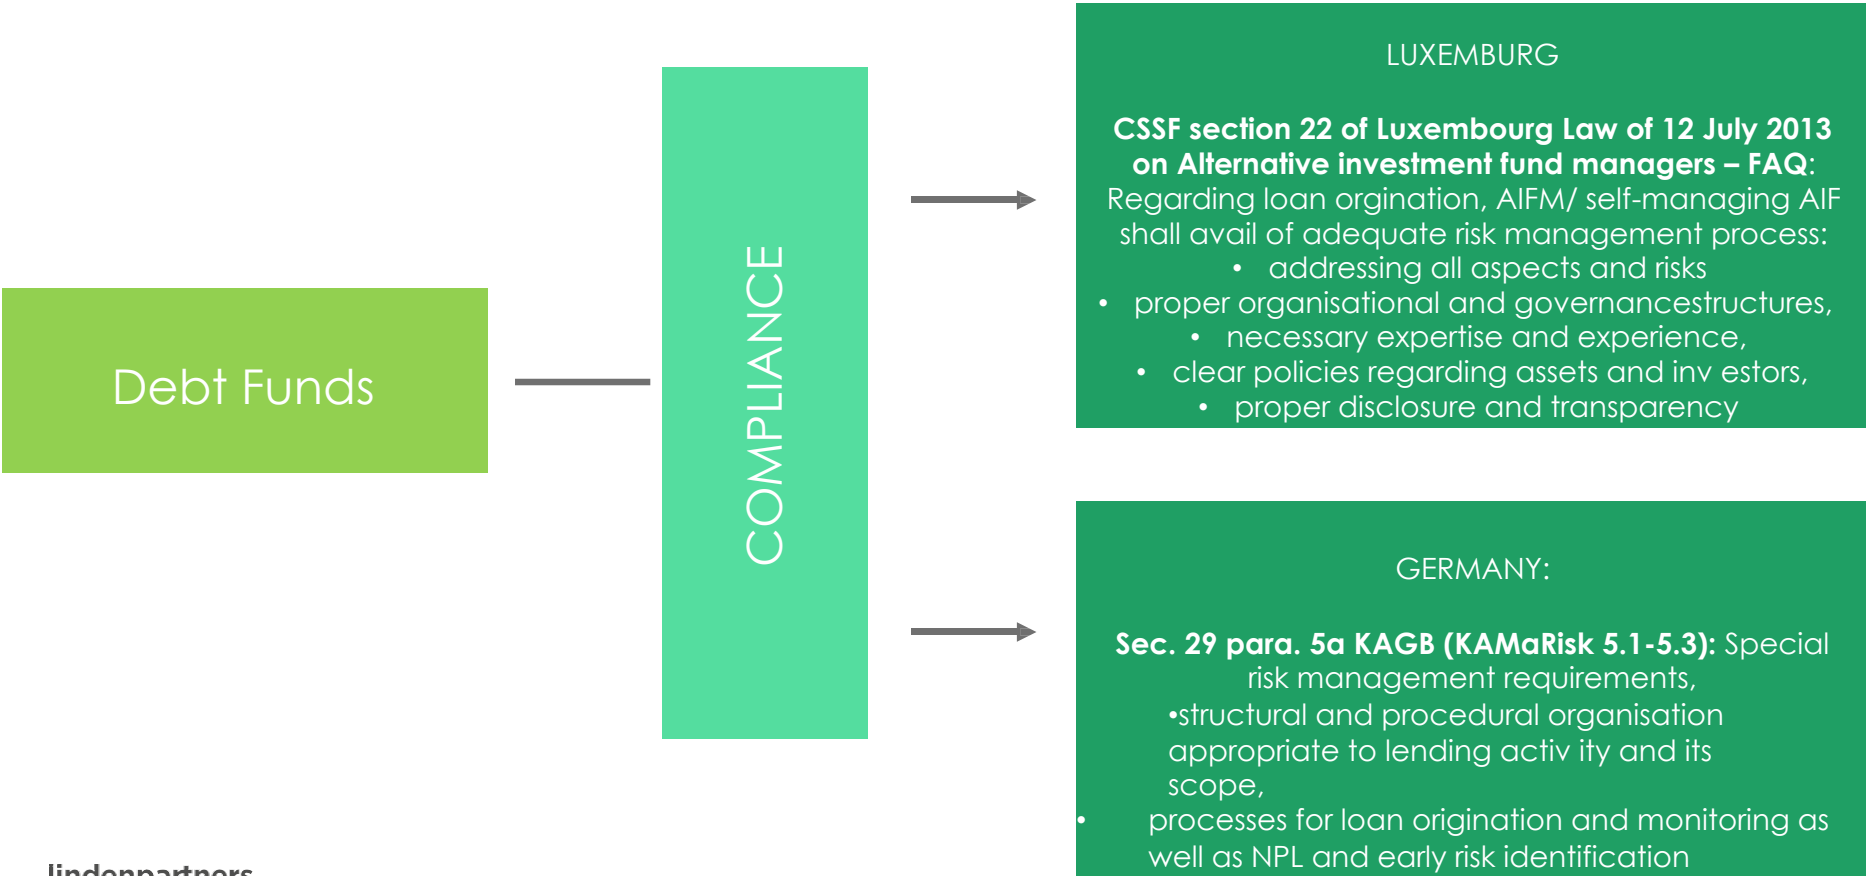 Debt Funds
COMPLIANCE
LUXEMBURG
CSSF section 22 of Luxembourg Law of 12 July 2013
on Alternative investment fund managers – FAQ:
Regarding loan orgination, AIFM/ self-managing AIF
shall avail of adequate risk management process:
• addressing all aspects and risks
• proper organisational and governancestructures,
• necessary expertise and experience,
• clear policies regarding assets and inv estors,
• proper disclosure and transparency
GERMANY:
Sec. 29 para. 5a KAGB (KAMaRisk 5.1-5.3): Special
risk management requirements,
•structural and procedural organisation
appropriate to lending activ ity and its
scope,
• processes for loan origination and monitoring as
well as NPL and early risk identification
lindenpartners